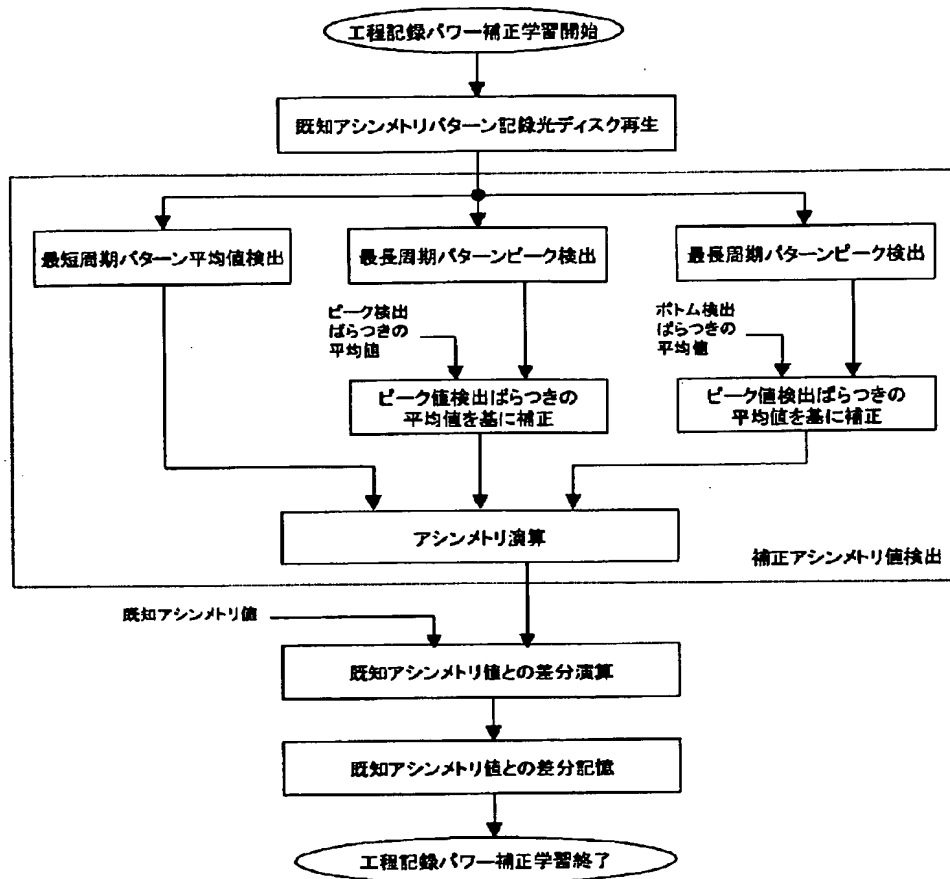 工程記録パワー補正学習開始
既知アシンメトリパターン記録光ディスク再生
最短周期パターン平均値検出
最長周期パターンピーク検出
最長周期パターンピーク検出
ピーク検出
ばらつきの
平均値
ボトム検出
ばらつきの
平均値
ピーク値検出ばらつきの
平均値を基に補正
ピーク値検出ばらつきの
平均値を基に補正
アシンメトリ演算
補正アシンメトリ値検出
既知アシンメトリ値
既知アシンメトリ値との差分演算
既知アシンメトリ値との差分記憶
工程記録パワー補正学習終了